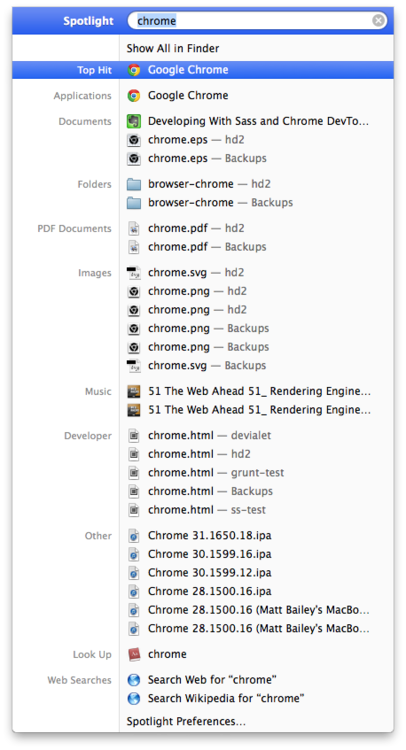 Spotlight chrome
Show All in Finder
Top Hit Google Chrome
Applications Google Chrome
Documents Developing With Sass and Chrome DevTo...
chrome.eps — hd2
chrome.eps — Backups
Folders browser-chrome — hd2
browser-chrome — Backups
PDF Documents chrome.pdf — hd2
chrome.pdf — Backups
Images chrome.svg — hd2
chrome.png — hd2
chrome.png — hd2
chrome.png — Backups
chrome.png — Backups
chrome.svg — Backups
Music 51 The Web Ahead 51_ Rendering Engine...
51 The Web Ahead 51_ Rendering Engine...
Developer chrome.html — devialet
chrome.html — hd2
chrome.html — grunt-test
chrome.html — Backups
chrome.html — ss-test
Other Chrome 31.1650.18.ipa
Chrome 30.1599.16.ipa
Chrome 30.1599.12.ipa
Chrome 28.1500.16.ipa
Chrome 28.1500.16 (Matt Bailey's MacBo...
Chrome 28.1500.16 (Matt Bailey's MacBo...
Look Up chrome
Web Searches Search Web for “chrome”
Search Wikipedia for “chrome”
Spotlight Preferences...